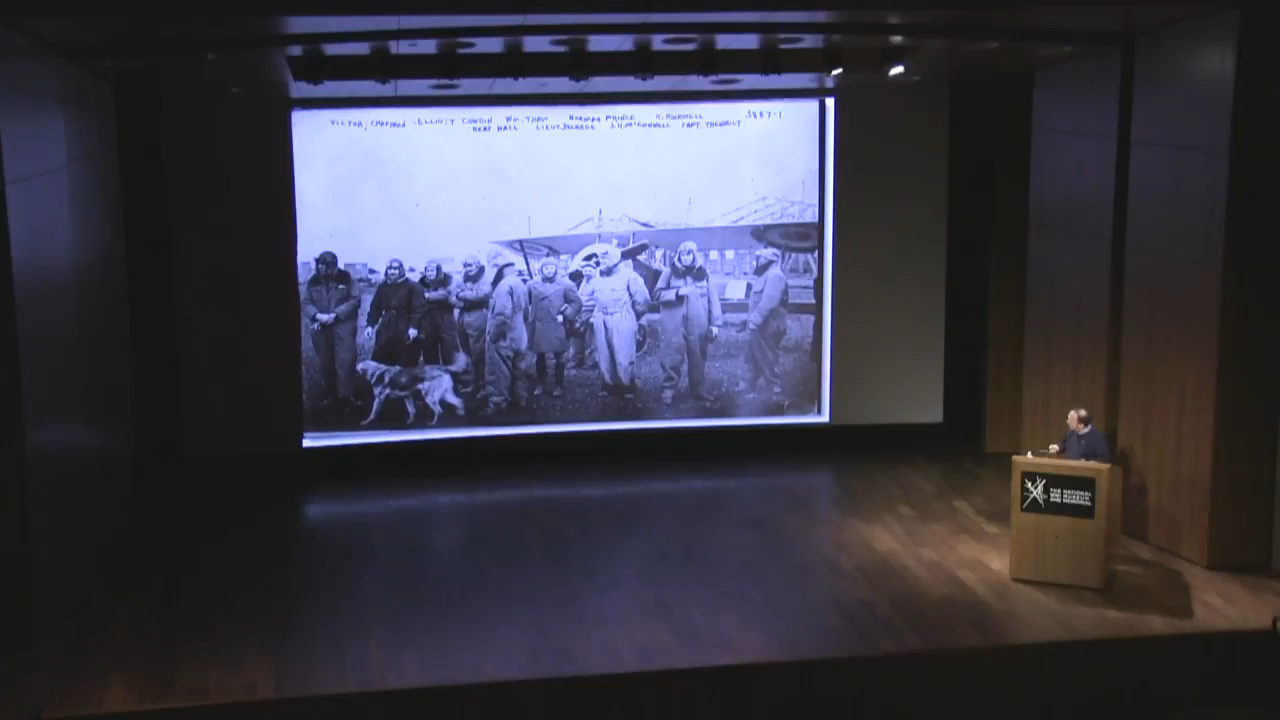 VICTOR CHAPMAN ELLIOTT COWDIN WM. THAW NORMAN PRINCE K. ROCKWELL 3887-1
BERT HALL LIEUT. DELAAGE J.R. McCONNELL CAPT. THENAULT
THE NATIONAL
WWI MUSEUM
AND MEMORIAL